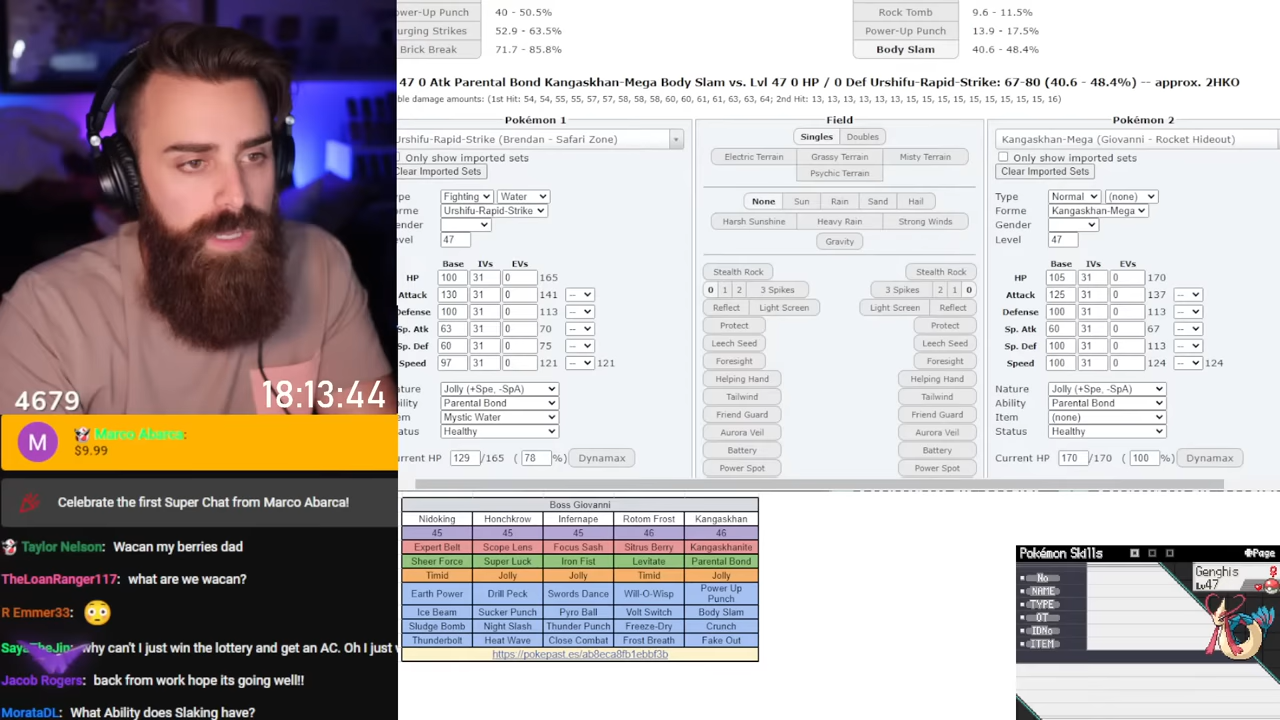 Power-Up Punch 40 - 50.5%
urging Strikes 52.9 - 63.5%
Brick Break 71.7 - 85.8%
Rock Tomb 9.6 - 11.5%
Power-Up Punch 13.9 - 17.5%
Body Slam 40.6 - 48.4%
47 0 Atk Parental Bond Kangaskhan-Mega Body Slam vs. Lvl 47 0 HP / 0 Def Urshifu-Rapid-Strike: 67-80 (40.6 - 48.4%) -- approx. 2HKO
ble damage amounts: (1st Hit: 54, 54, 55, 55, 57, 57, 58, 58, 58, 60, 60, 61, 61, 63, 63, 64; 2nd Hit: 13, 13, 13, 13, 13, 13, 15, 15, 15, 15, 15, 15, 15, 15, 15, 16)
Pokémon 1
Urshifu-Rapid-Strike (Brendan - Safari Zone)
Only show imported sets
Clear Imported Sets
ype Fighting Water
Forme Urshifu-Rapid-Strike
Gender
Level 47
Base IVs EVs
HP 100 31 0 165
Attack 130 31 0 141 --
Defense 100 31 0 113 --
Sp. Atk 63 31 0 70 --
Sp. Def 60 31 0 75 --
Speed 97 31 0 121 -- 121
Nature Jolly (+Spe, -SpA)
Ability Parental Bond
Item Mystic Water
Status Healthy
urrent HP 129 /165 ( 78 %) Dynamax
Field
Singles Doubles
Electric Terrain Grassy Terrain Misty Terrain
Psychic Terrain
None Sun Rain Sand Hail
Harsh Sunshine Heavy Rain Strong Winds
Gravity
Stealth Rock Stealth Rock
0 1 2 3 Spikes 3 Spikes 2 1 0
Reflect Light Screen Light Screen Reflect
Protect Protect
Leech Seed Leech Seed
Foresight Foresight
Helping Hand Helping Hand
Tailwind Tailwind
Friend Guard Friend Guard
Aurora Veil Aurora Veil
Battery Battery
Power Spot Power Spot
Pokémon 2
Kangaskhan-Mega (Giovanni - Rocket Hideout)
Only show imported sets
Clear Imported Sets
Type Normal (none)
Forme Kangaskhan-Mega
Gender
Level 47
Base IVs EVs
HP 105 31 0 170
Attack 125 31 0 137 --
Defense 100 31 0 113 --
Sp. Atk 60 31 0 67 --
Sp. Def 100 31 0 113 --
Speed 100 31 0 124 -- 124
Nature Jolly (+Spe, -SpA)
Ability Parental Bond
Item (none)
Status Healthy
Current HP 170 /170 ( 100 %) Dynamax
4679 18:13:44
M Marco Abarca:
$9.99
Celebrate the first Super Chat from Marco Abarca!
Taylor Nelson: Wacan my berries dad
TheLoanRanger117: what are we wacan?
R Emmer33: 😳
why can't I just win the lottery and get an AC. Oh I just
Jacob Rogers: back from work hope its going well!!
MorataDL: What Ability does Slaking have?
Boss Giovanni
Nidoking Honchkrow Infernape Rotom Frost Kangaskhan
45 45 45 46 46
Expert Belt Scope Lens Focus Sash Sitrus Berry Kangaskhanite
Sheer Force Super Luck Iron Fist Levitate Parental Bond
Timid Jolly Jolly Timid Jolly
Earth Power Drill Peck Swords Dance Will-O-Wisp Power Up Punch
Ice Beam Sucker Punch Pyro Ball Volt Switch Body Slam
Sludge Bomb Night Slash Thunder Punch Freeze-Dry Crunch
Thunderbolt Heat Wave Close Combat Frost Breath Fake Out
https://pokepast.es/ab8eca8fb1ebbf3b
Pokémon Skills Page
No
NAME
TYPE
OT
IDNo
ITEM
Genghis
Lv47